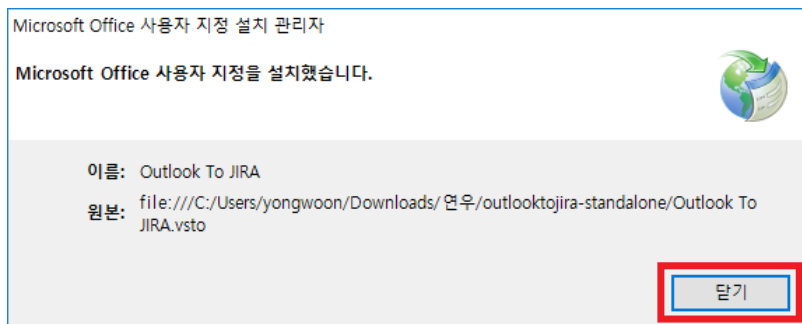 Microsoft Office 사용자 지정 설치 관리자
Microsoft Office 사용자 지정을 설치했습니다.
이름: Outlook To JIRA
원본: file:///C:/Users/yongwoon/Downloads/연우/outlooktojira-standalone/Outlook To
JIRA.vsto
닫기